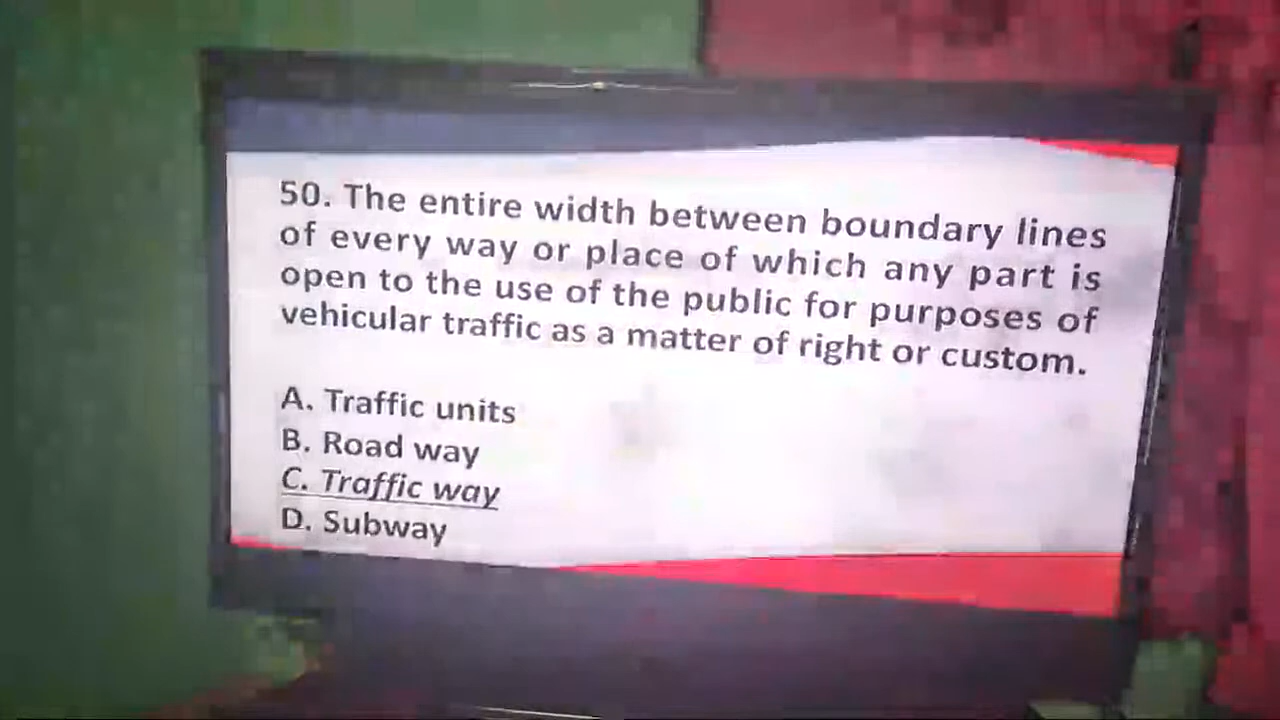 50. The entire width between boundary lines
of every way or place of which any part is
open to the use of the public for purposes of
vehicular traffic as a matter of right or custom.
A. Traffic units
B. Road way
C. Traffic way
D. Subway